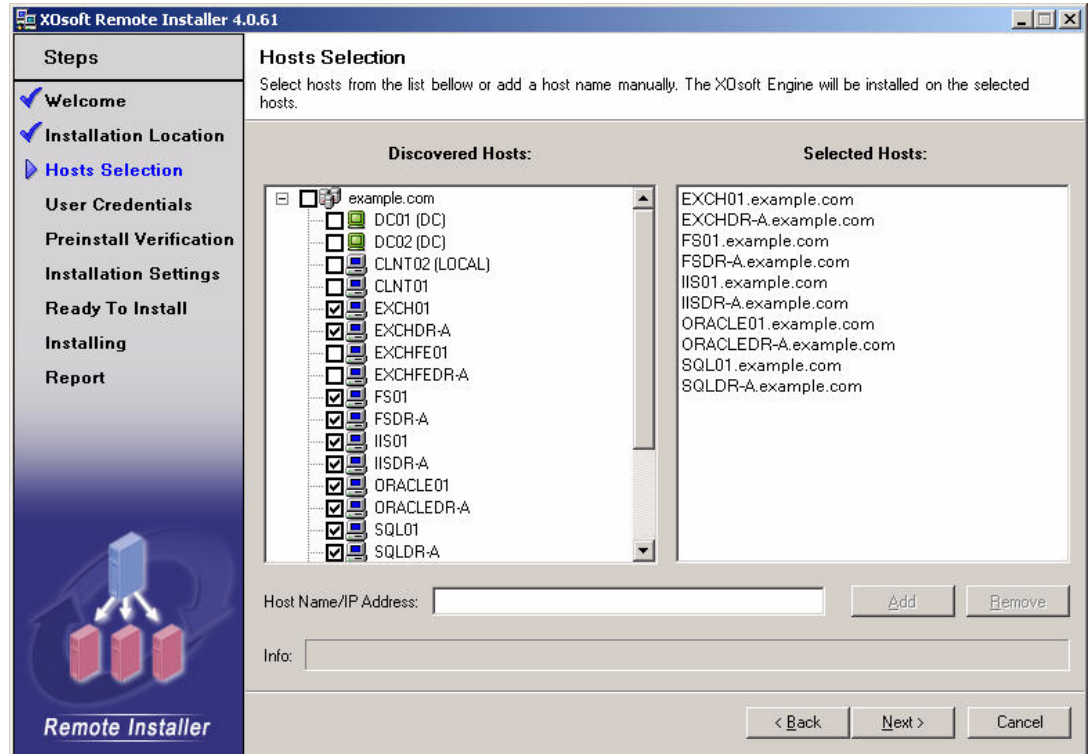 XOsoft Remote Installer 4.0.61
Steps
Welcome
Installation Location
Hosts Selection
User Credentials
Preinstall Verification
Installation Settings
Ready To Install
Installing
Report
Remote Installer
Hosts Selection
Select hosts from the list bellow or add a host name manually. The XOsoft Engine will be installed on the selected
hosts.
Discovered Hosts:
example.com
DC01 (DC)
DC02 (DC)
CLNT02 (LOCAL)
CLNT01
EXCH01
EXCHDR-A
EXCHFE01
EXCHFEDR-A
FS01
FSDR-A
IIS01
IISDR-A
ORACLE01
ORACLEDR-A
SQL01
SQLDR-A
Selected Hosts:
EXCH01.example.com
EXCHDR-A.example.com
FS01.example.com
FSDR-A.example.com
IIS01.example.com
IISDR-A.example.com
ORACLE01.example.com
ORACLEDR-A.example.com
SQL01.example.com
SQLDR-A.example.com
Host Name/IP Address:
Add
Remove
Info:
< Back
Next >
Cancel